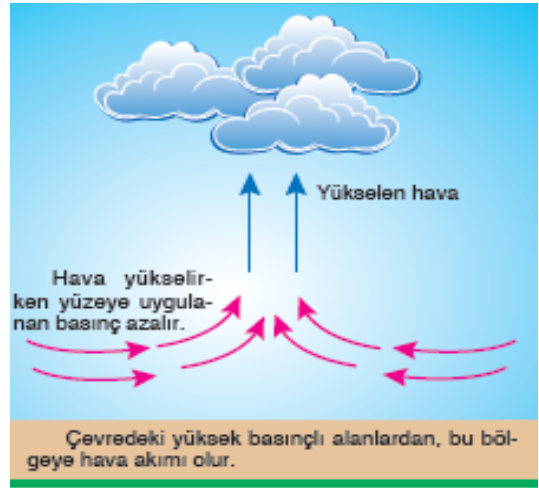 Yükselen hava
Hava yükselir-
ken yüzeye uygula-
nan basınç azalır.
Çevredeki yüksek basınçlı alanlardan, bu böl-
geye hava akımı olur.